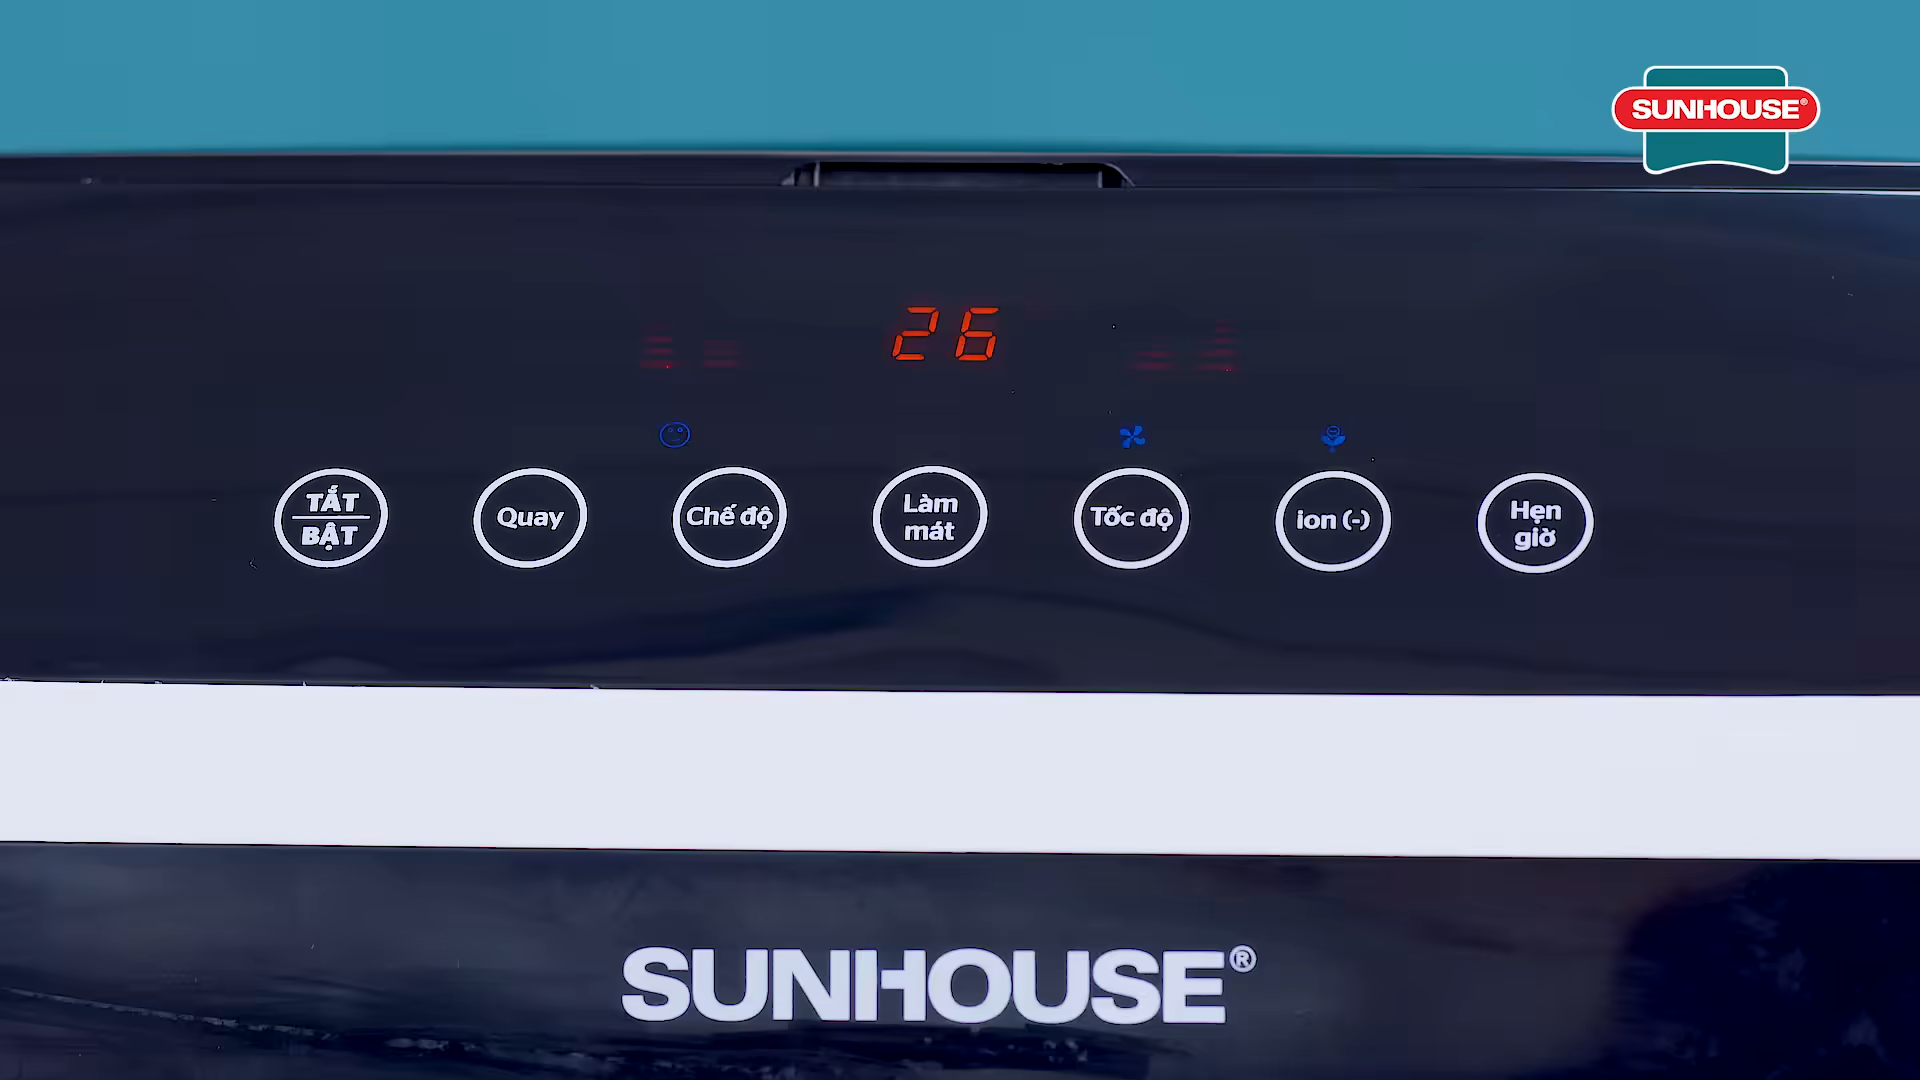 SUNHOUSE®
26
TẮT
BẬT
Quay
Chế độ
Làm
mát
Tốc độ
ion (-)
Hẹn
giờ
SUNHOUSE®